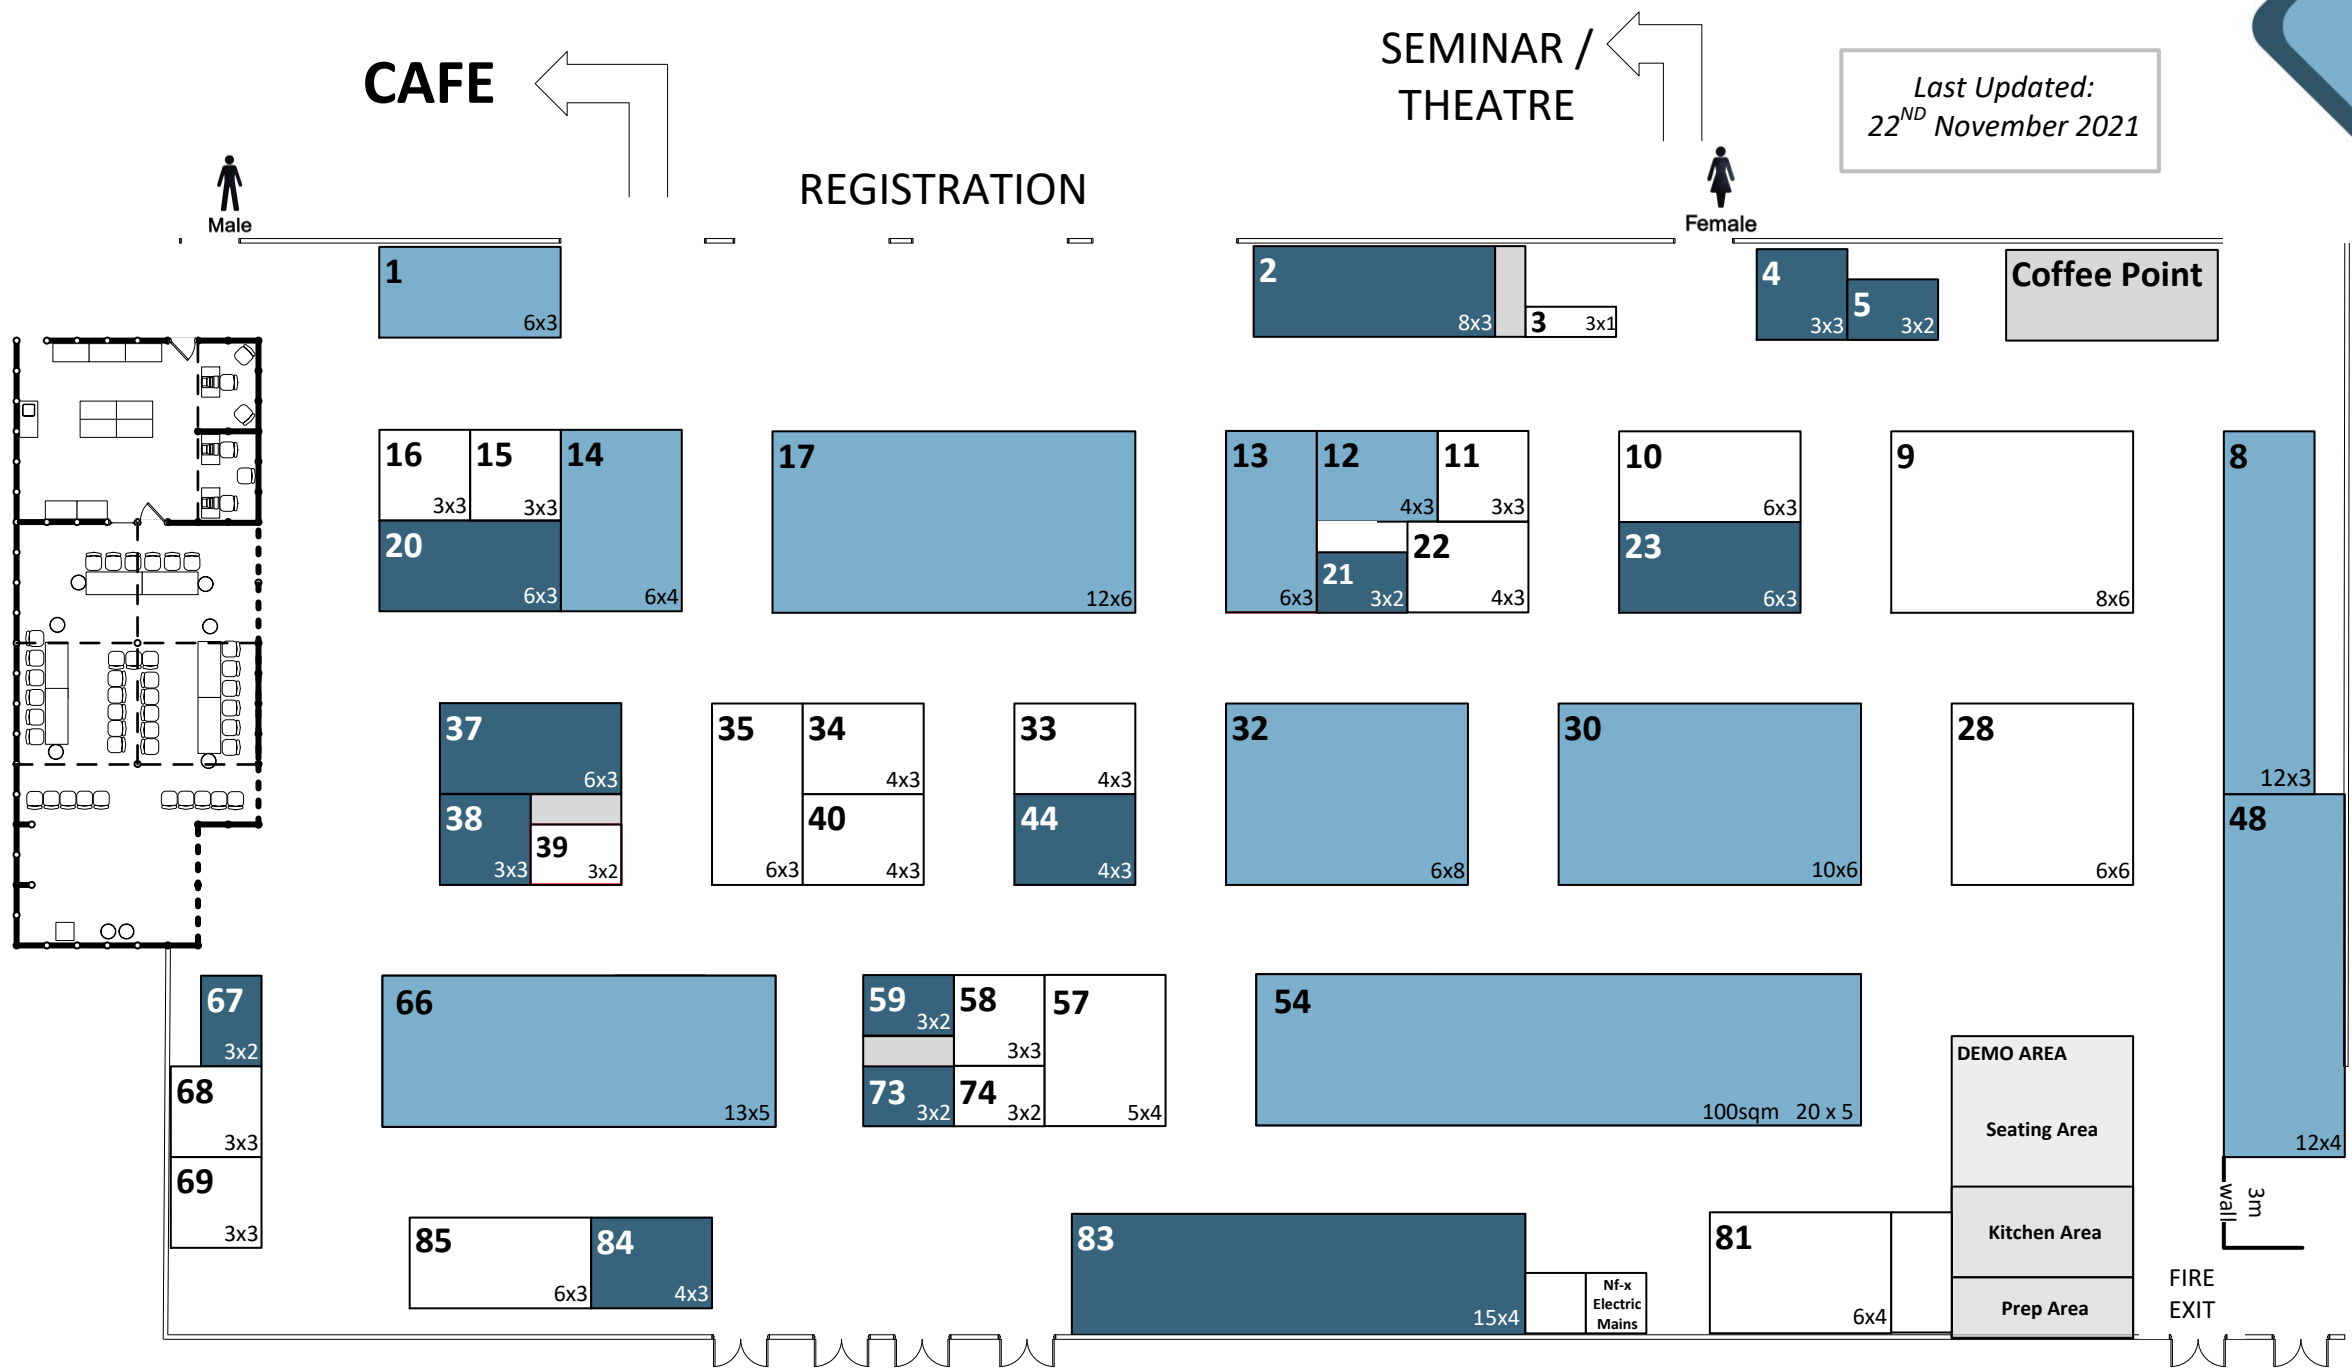 CAFE
SEMINAR /
THEATRE
Last Updated:
22ND November 2021
Male
REGISTRATION
Female
1
6x3
2
8x3
3
3x1
4
3x3
5
3x2
Coffee Point
16
3x3
15
3x3
14
6x4
20
6x3
17
12x6
13
6x3
12
4x3
11
3x3
21
3x2
22
4x3
10
6x3
23
6x3
9
8x6
8
12x3
37
6x3
38
3x3
39
3x2
35
6x3
34
4x3
40
4x3
33
4x3
44
4x3
32
6x8
30
10x6
28
6x6
48
12x4
67
3x2
68
3x3
69
3x3
66
13x5
59
3x2
58
3x3
57
5x4
73
3x2
74
3x2
54
100sqm 20 x 5
DEMO AREA
Seating Area
Kitchen Area
Prep Area
3m
wall
85
6x3
84
4x3
83
15x4
Nf-x
Electric
Mains
81
6x4
FIRE
EXIT